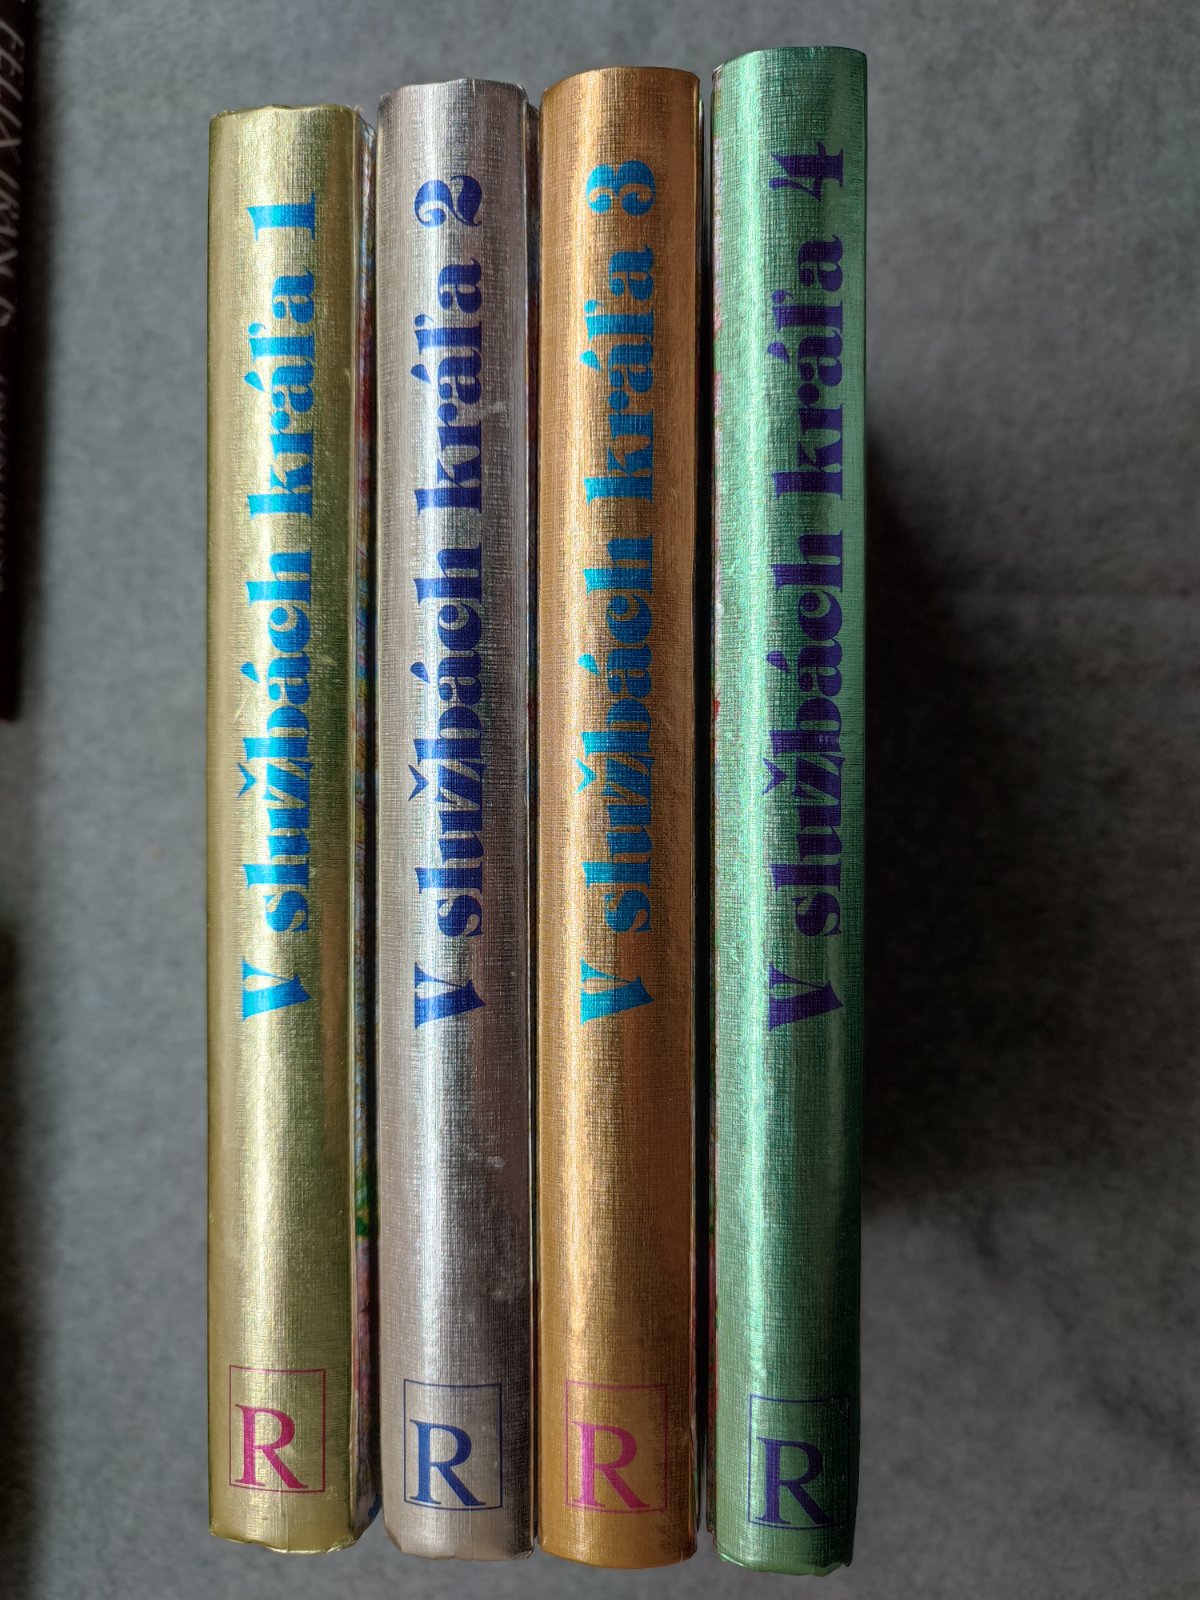 V službách kráľa 1
R
V službách kráľa 2
R
V službách kráľa 3
R
V službách kráľa 4
R